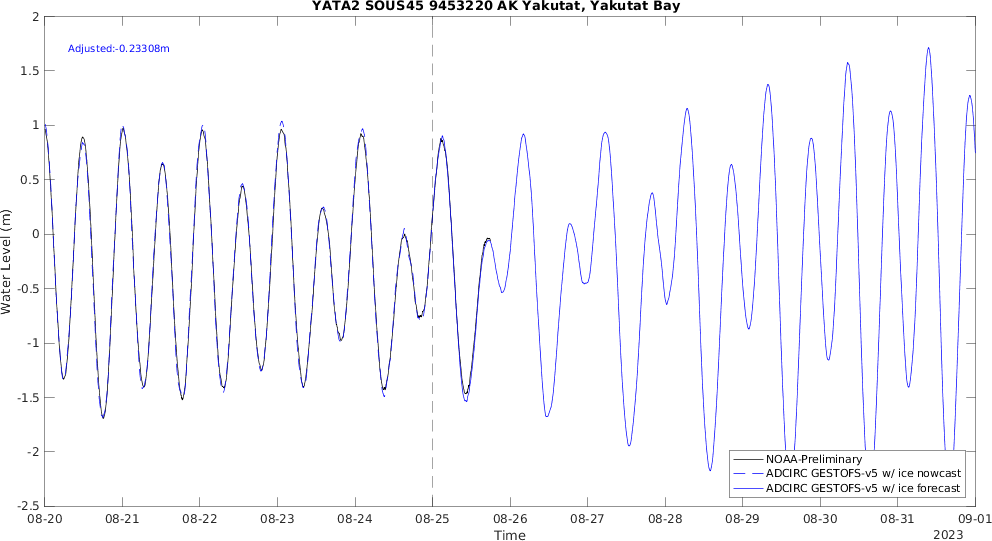 YATA2 SOUS45 9453220 AK Yakutat, Yakutat Bay
Adjusted:-0.23308m
2
1.5
1
0.5
0
-0.5
-1
-1.5
-2
-2.5
Water Level (m)
NOAA-Preliminary
ADCIRC GESTOFS-v5 w/ ice nowcast
ADCIRC GESTOFS-v5 w/ ice forecast
08-20 08-21 08-22 08-23 08-24 08-25 08-26 08-27 08-28 08-29 08-30 08-31 09-01
Time
2023